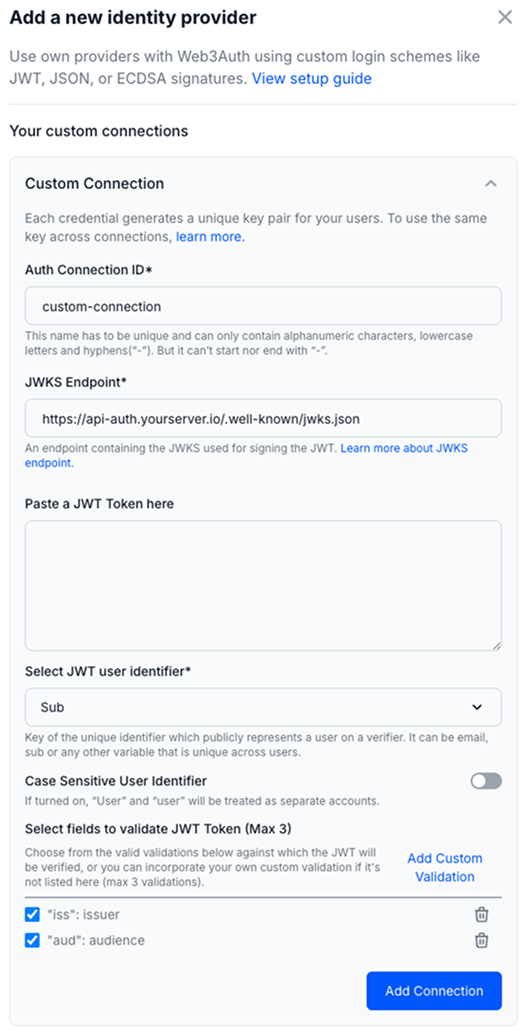 Add a new identity provider
Use own providers with Web3Auth using custom login schemes like
JWT, JSON, or ECDSA signatures. View setup guide
Your custom connections
Custom Connection
Each credential generates a unique key pair for your users. To use the same
key across connections, learn more.
Auth Connection ID*
custom-connection
This name has to be unique and can only contain alphanumeric characters, lowercase
letters and hyphens(“-”). But it can't start nor end with “-”.
JWKS Endpoint*
https://api-auth.yourserver.io/.well-known/jwks.json
An endpoint containing the JWKS used for signing the JWT. Learn more about JWKS
endpoint.
Paste a JWT Token here
Select JWT user identifier*
Sub
Key of the unique identifier which publicly represents a user on a verifier. It can be email,
sub or any other variable that is unique across users.
Case Sensitive User Identifier
If turned on, “User” and “user” will be treated as separate accounts.
Select fields to validate JWT Token (Max 3)
Choose from the valid validations below against which the JWT will
be verified, or you can incorporate your own custom validation if it's
not listed here (max 3 validations).
Add Custom
Validation
"iss": issuer
"aud": audience
Add Connection